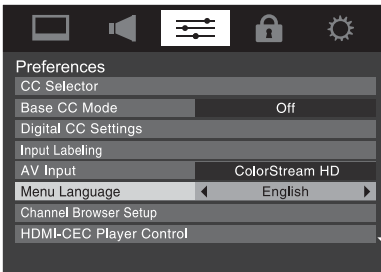 Preferences
CC Selector
Base CC Mode Off
Digital CC Settings
Input Labeling
AV Input ColorStream HD
Menu Language English
Channel Browser Setup
HDMI-CEC Player Control